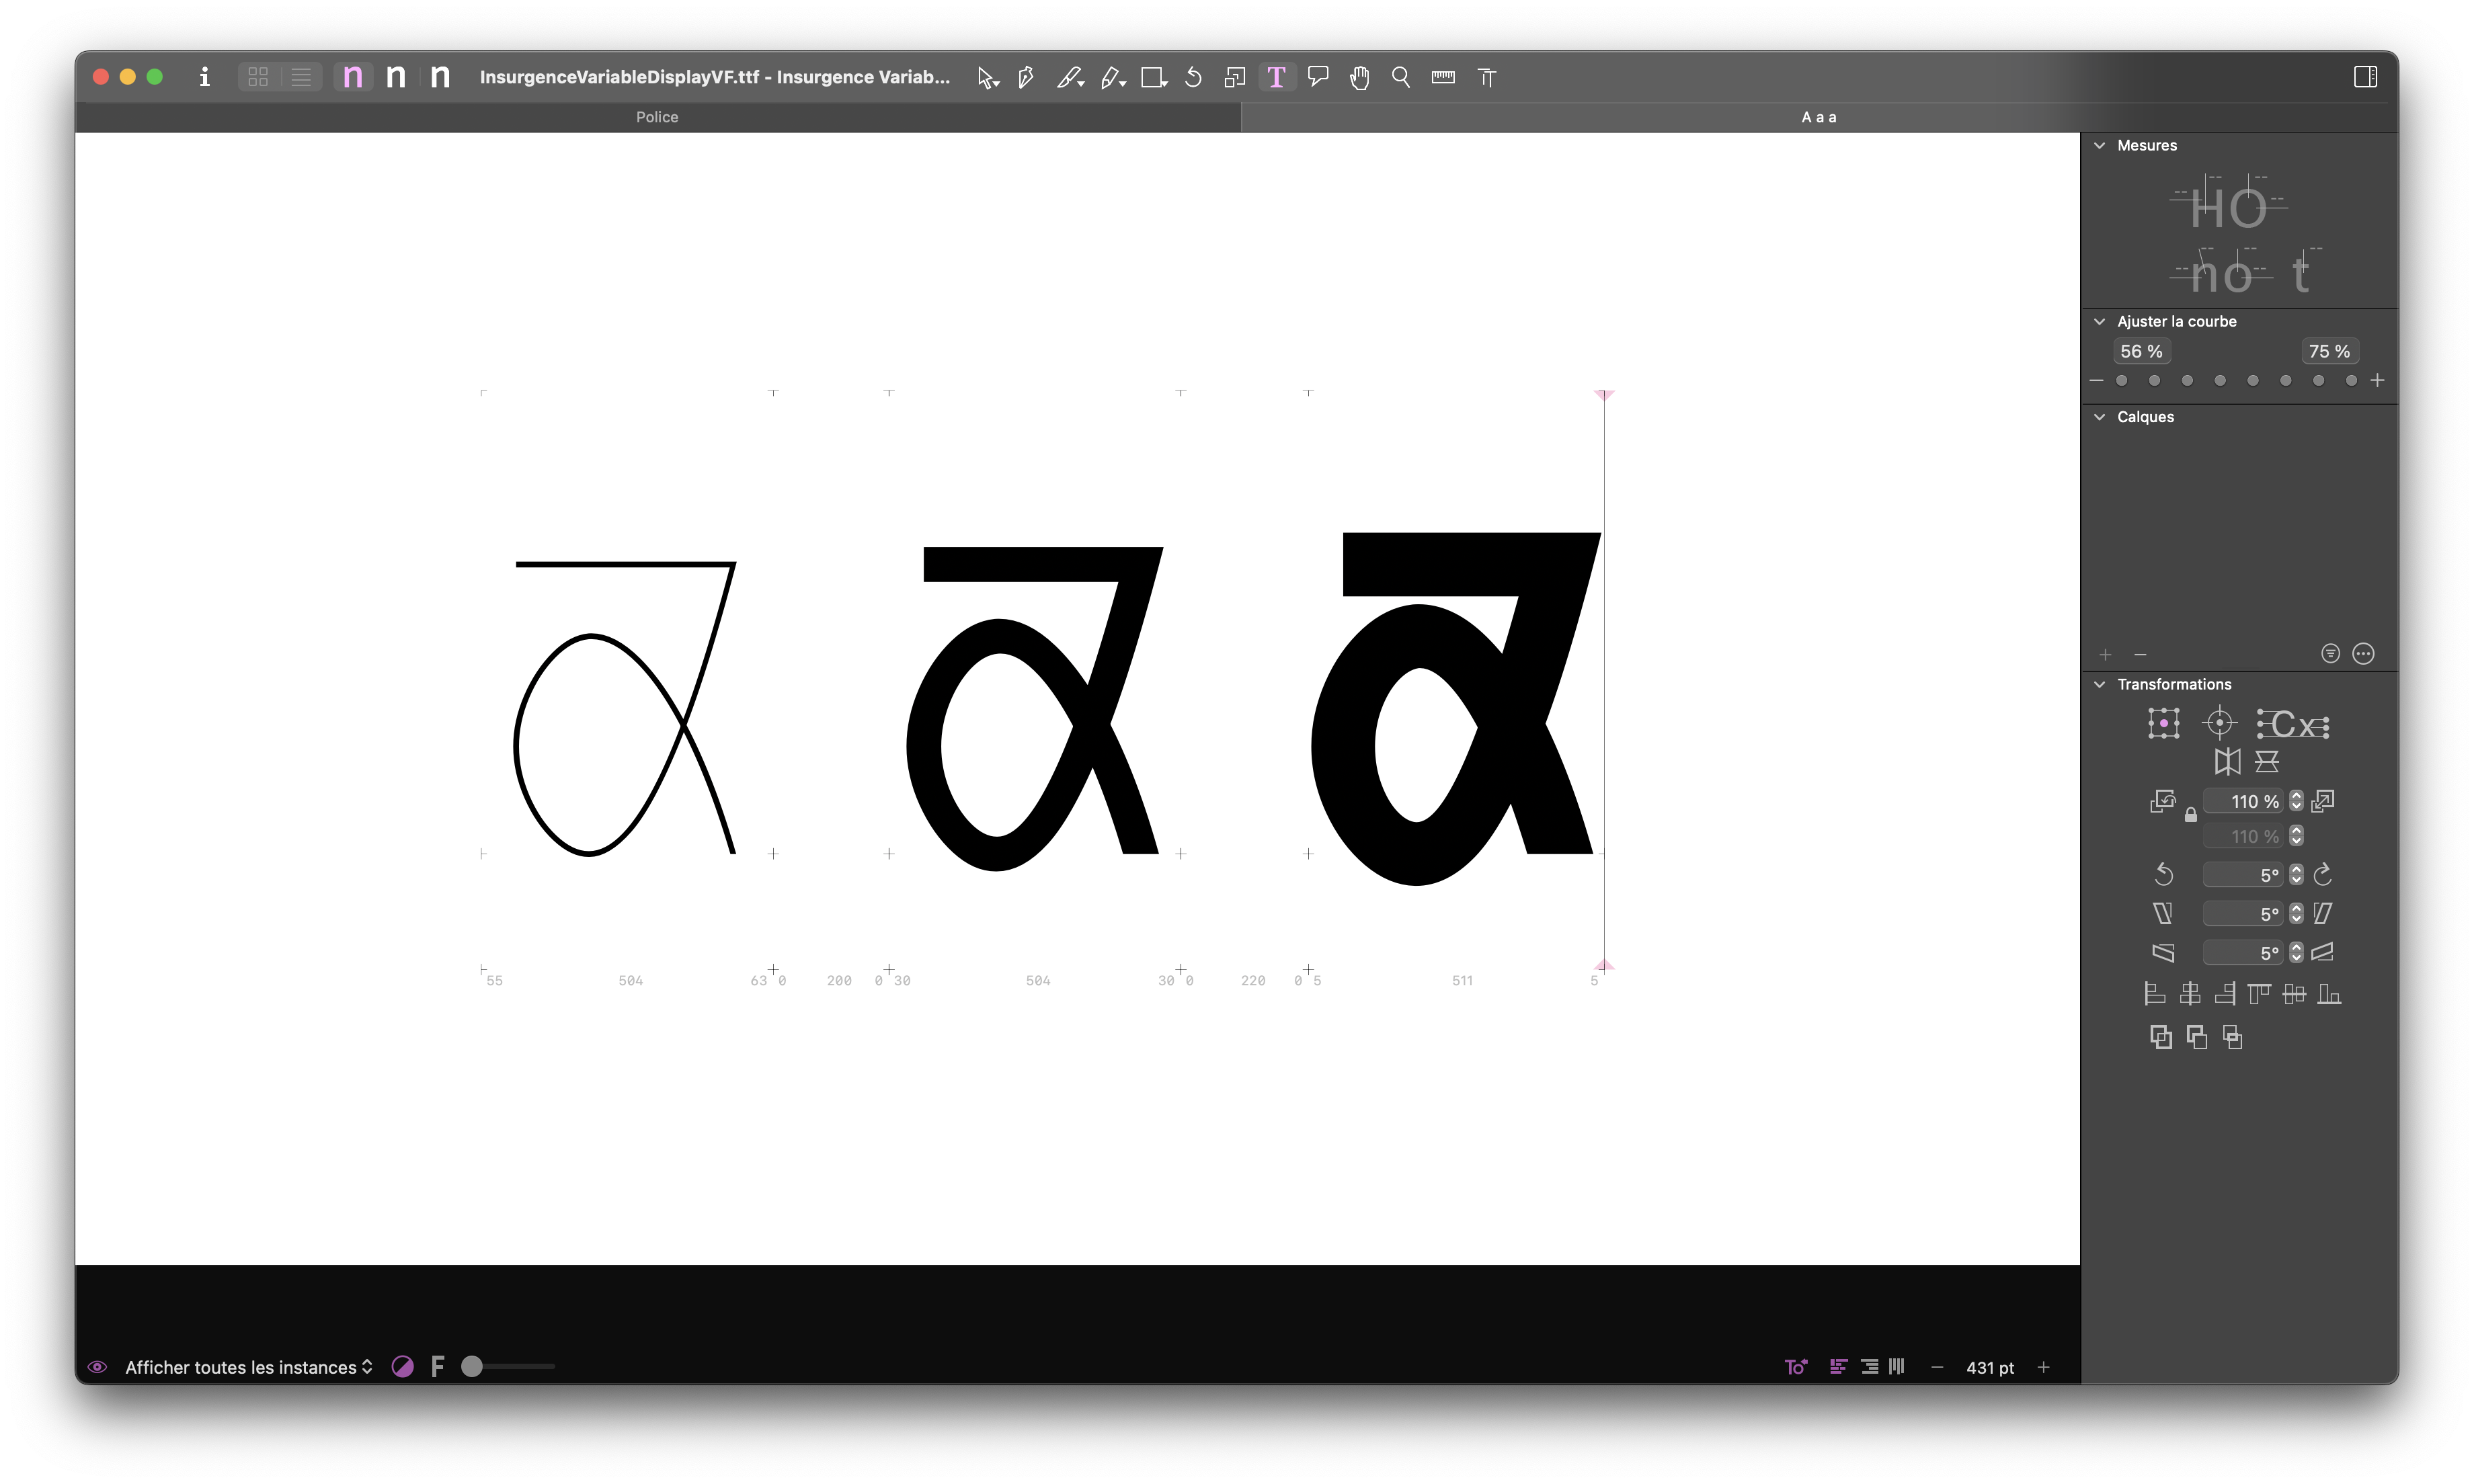 i n n n InsurgenceVariableDisplayVF.ttf - Insurgence Variab... T
Police
A a a
Mesures
HO
no t
Ajuster la courbe
56 % 75 %
Calques
Transformations
Cx
110 %
110 %
5°
5°
5°
a a a
55 504 63 0 200 0 30 504 30 0 220 0 5 511 5
Afficher toutes les instances F
431 pt